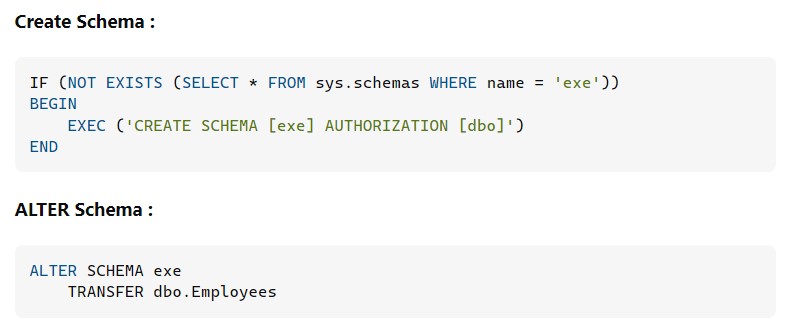 Create Schema :
IF (NOT EXISTS (SELECT * FROM sys.schemas WHERE name = 'exe'))
BEGIN
    EXEC ('CREATE SCHEMA [exe] AUTHORIZATION [dbo]')
END
ALTER Schema :
ALTER SCHEMA exe
    TRANSFER dbo.Employees